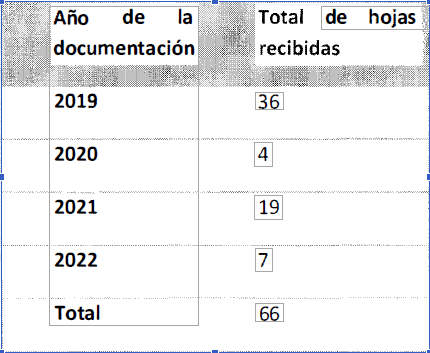 Año de la documentación Total de hojas recibidas
2019 36
2020 4
2021 19
2022 7
Total 66